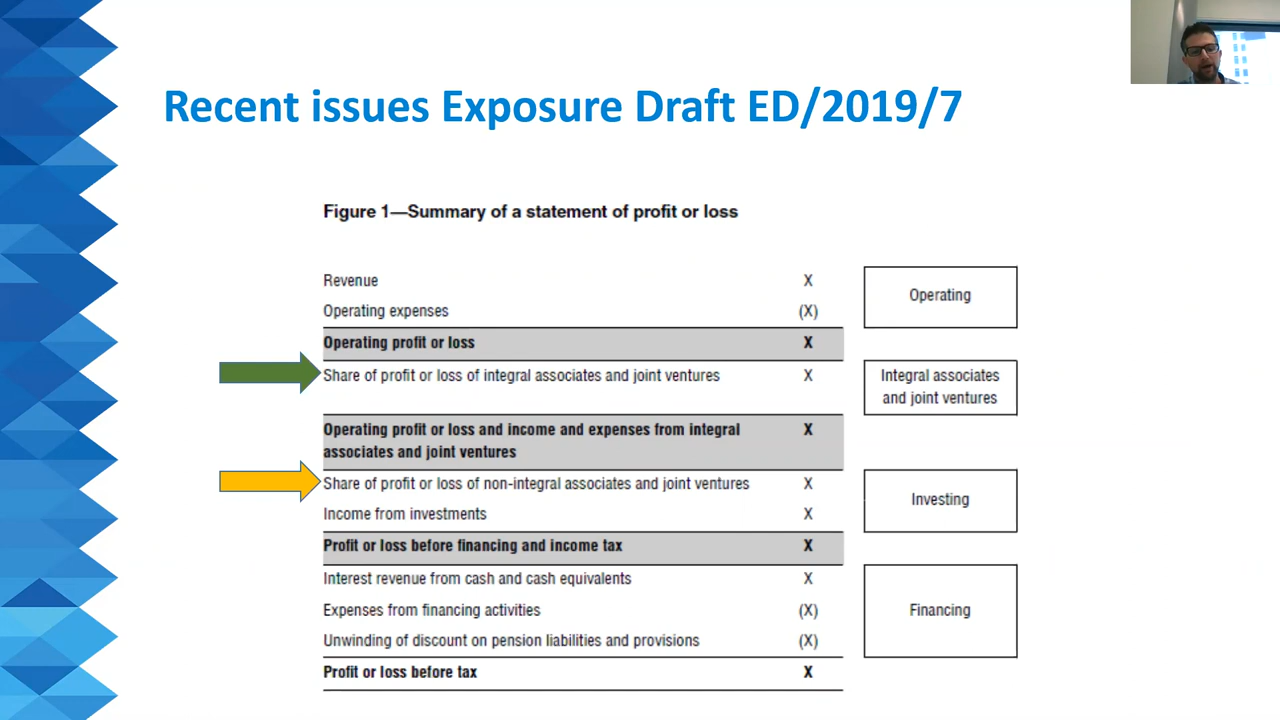 Recent issues Exposure Draft ED/2019/7
Figure 1—Summary of a statement of profit or loss
Revenue X
Operating expenses (X)
Operating
Operating profit or loss X
Share of profit or loss of integral associates and joint ventures X
Integral associates
and joint ventures
Operating profit or loss and income and expenses from integral X
associates and joint ventures
Share of profit or loss of non-integral associates and joint ventures X
Income from investments X
Investing
Profit or loss before financing and income tax X
Interest revenue from cash and cash equivalents X
Expenses from financing activities (X)
Unwinding of discount on pension liabilities and provisions (X)
Financing
Profit or loss before tax X